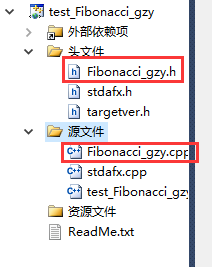 test_Fibonacci_gzy
外部依赖项
头文件
Fibonacci_gzy.h
stdafx.h
targetver.h
源文件
Fibonacci_gzy.cpp
stdafx.cpp
test_Fibonacci_gzy
资源文件
ReadMe.txt